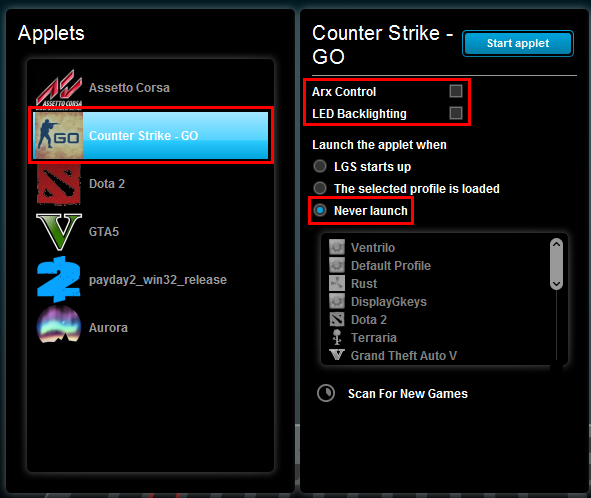 Applets
ASSETTO CORSA
Assetto Corsa
GO
Counter Strike - GO
Dota 2
V
GTA5
2
payday2_win32_release
Aurora
Counter Strike -
GO
Start applet
Arx Control
LED Backlighting
Launch the applet when
LGS starts up
The selected profile is loaded
Never launch
Ventrilo
Default Profile
Rust
DisplayGkeys
Dota 2
Terraria
Grand Theft Auto V
Scan For New Games